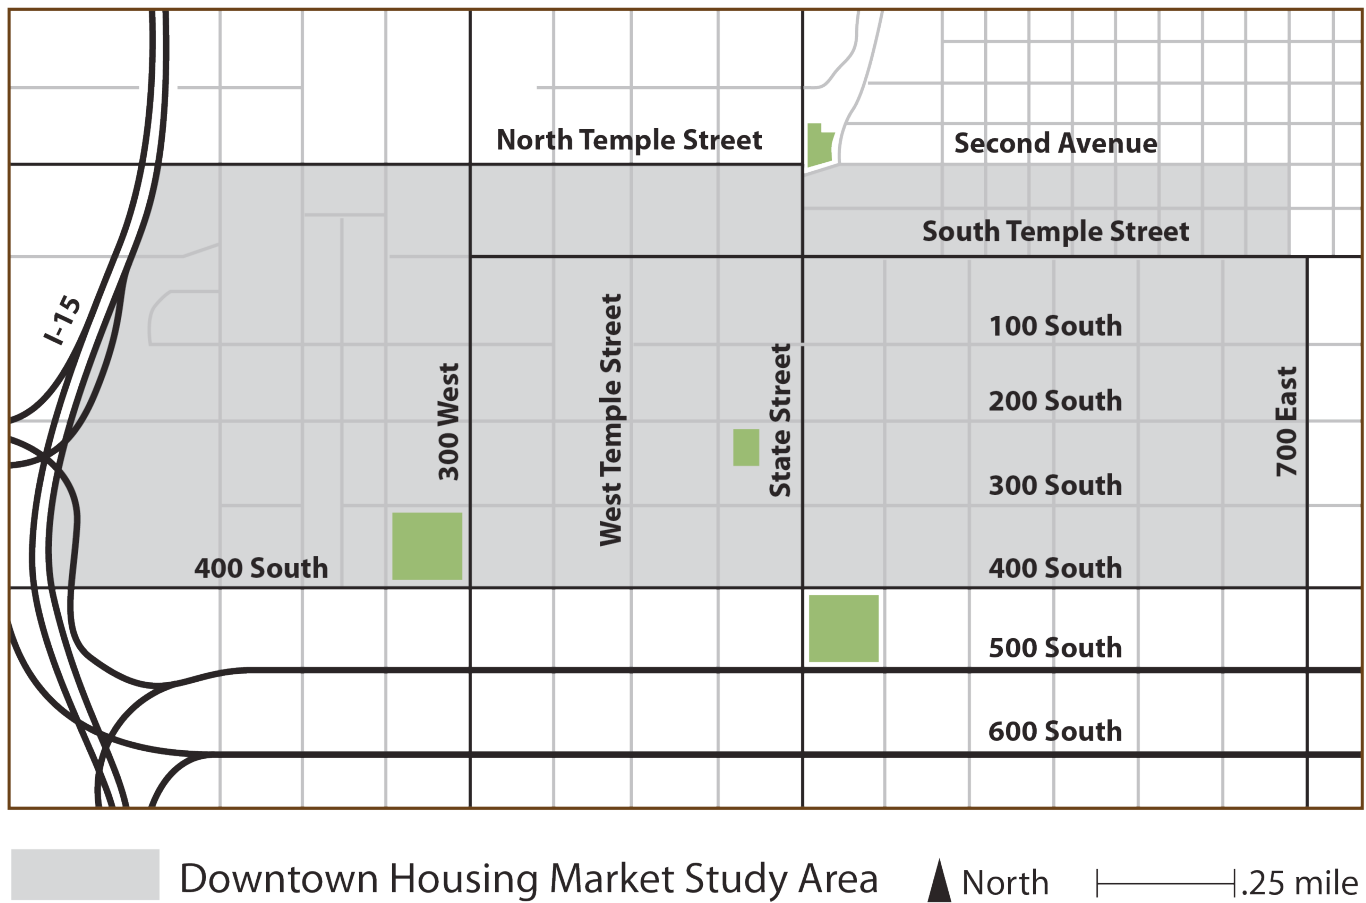 North Temple Street
Second Avenue
South Temple Street
I-15
100 South
300 West
West Temple Street
State Street
200 South
700 East
300 South
400 South
400 South
500 South
600 South
Downtown Housing Market Study Area
North
.25 mile